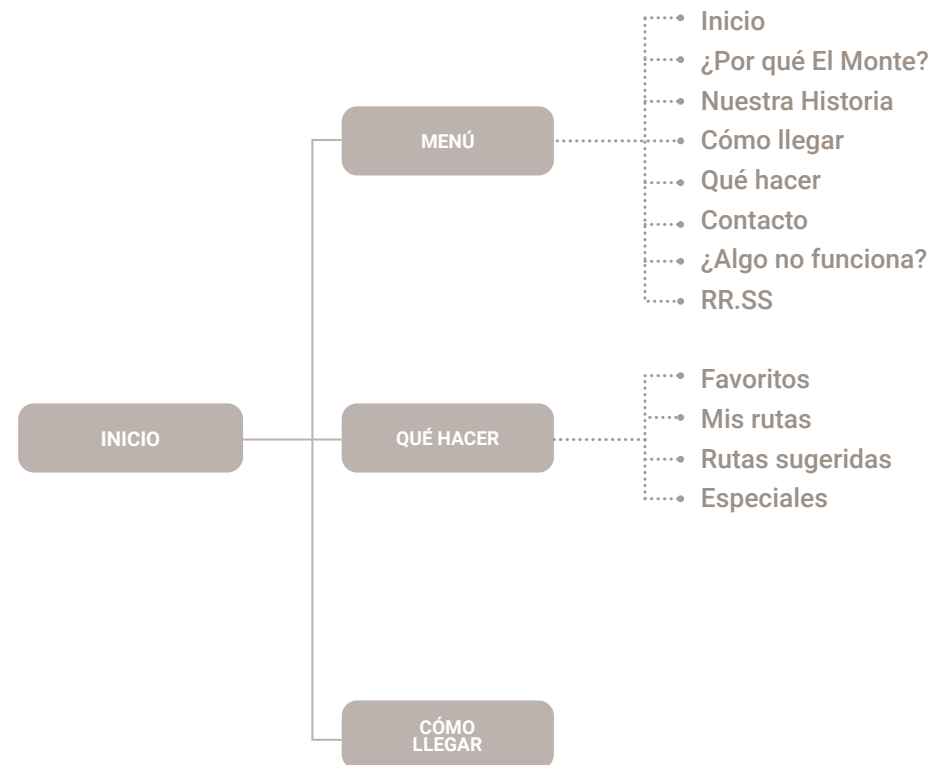 INICIO
MENÚ
Inicio
¿Por qué El Monte?
Nuestra Historia
Cómo llegar
Qué hacer
Contacto
¿Algo no funciona?
RR.SS
QUÉ HACER
Favoritos
Mis rutas
Rutas sugeridas
Especiales
CÓMO
LLEGAR